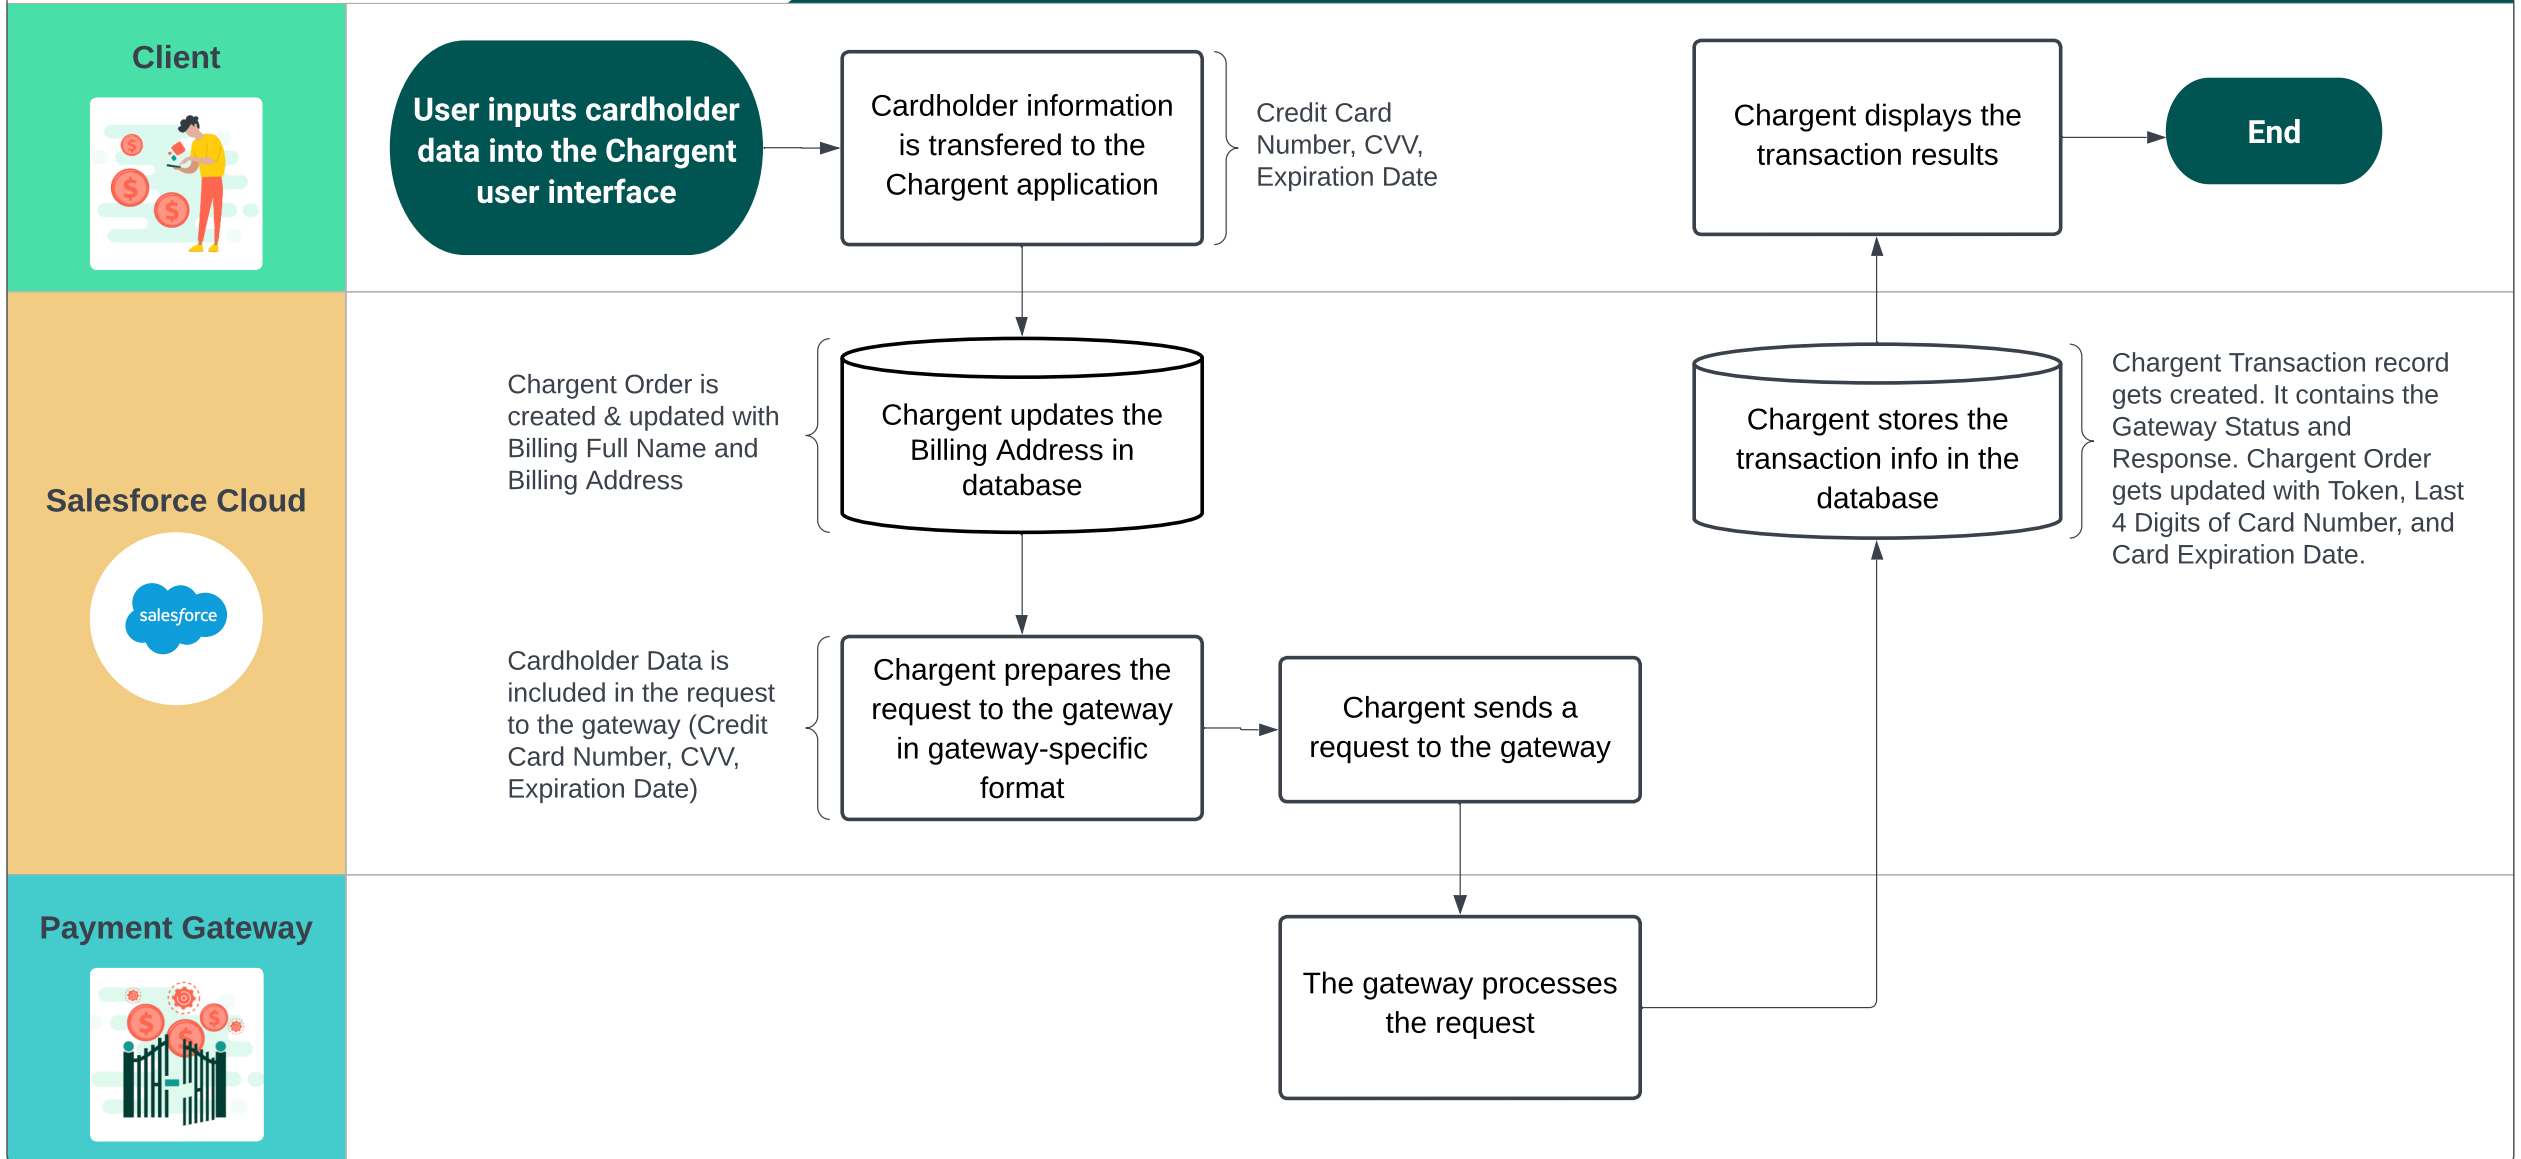 Client
User inputs cardholder
data into the Chargent
user interface
Cardholder information
is transfered to the
Chargent application
Credit Card
Number, CVV,
Expiration Date
Chargent displays the
transaction results
End
Salesforce Cloud
salesforce
Chargent Order is
created & updated with
Billing Full Name and
Billing Address
Chargent updates the
Billing Address in
database
Chargent stores the
transaction info in the
database
Chargent Transaction record
gets created. It contains the
Gateway Status and
Response. Chargent Order
gets updated with Token, Last
4 Digits of Card Number, and
Card Expiration Date.
Cardholder Data is
included in the request
to the gateway (Credit
Card Number, CVV,
Expiration Date)
Chargent prepares the
request to the gateway
in gateway-specific
format
Chargent sends a
request to the gateway
Payment Gateway
The gateway processes
the request